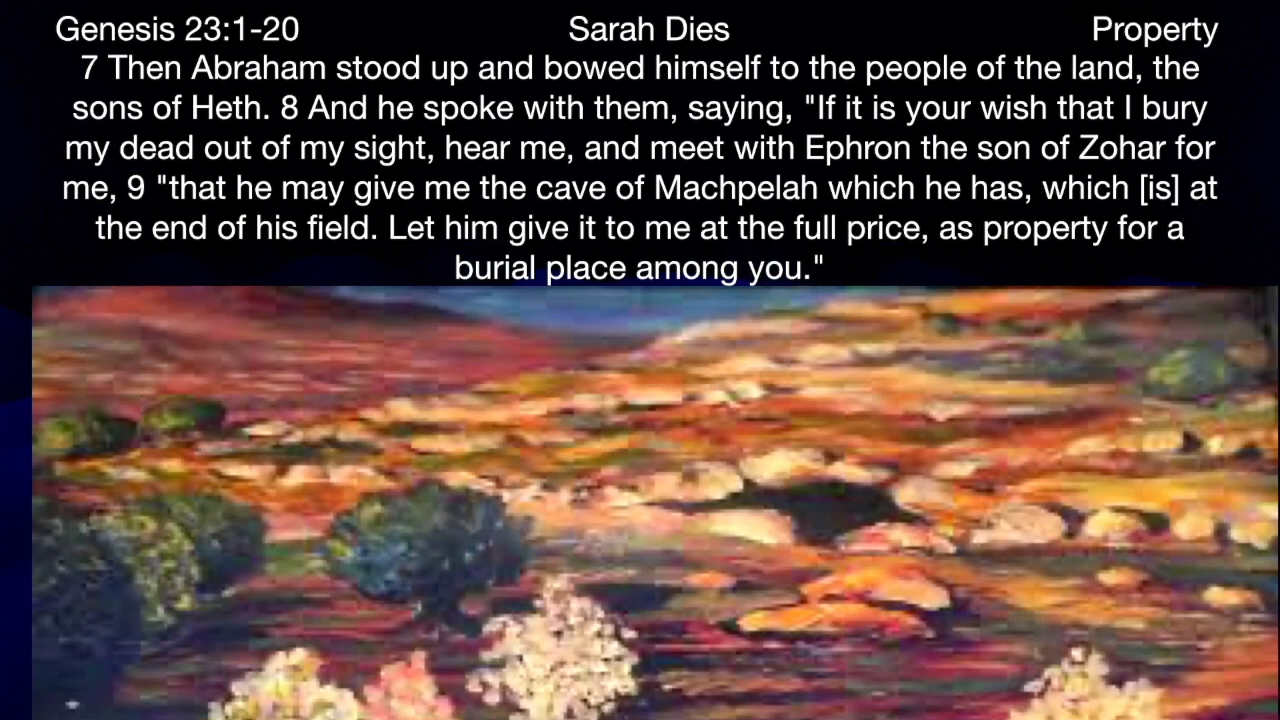 Genesis 23:1-20 Sarah Dies Property
7 Then Abraham stood up and bowed himself to the people of the land, the
sons of Heth. 8 And he spoke with them, saying, "If it is your wish that I bury
my dead out of my sight, hear me, and meet with Ephron the son of Zohar for
me, 9 "that he may give me the cave of Machpelah which he has, which [is] at
the end of his field. Let him give it to me at the full price, as property for a
burial place among you."